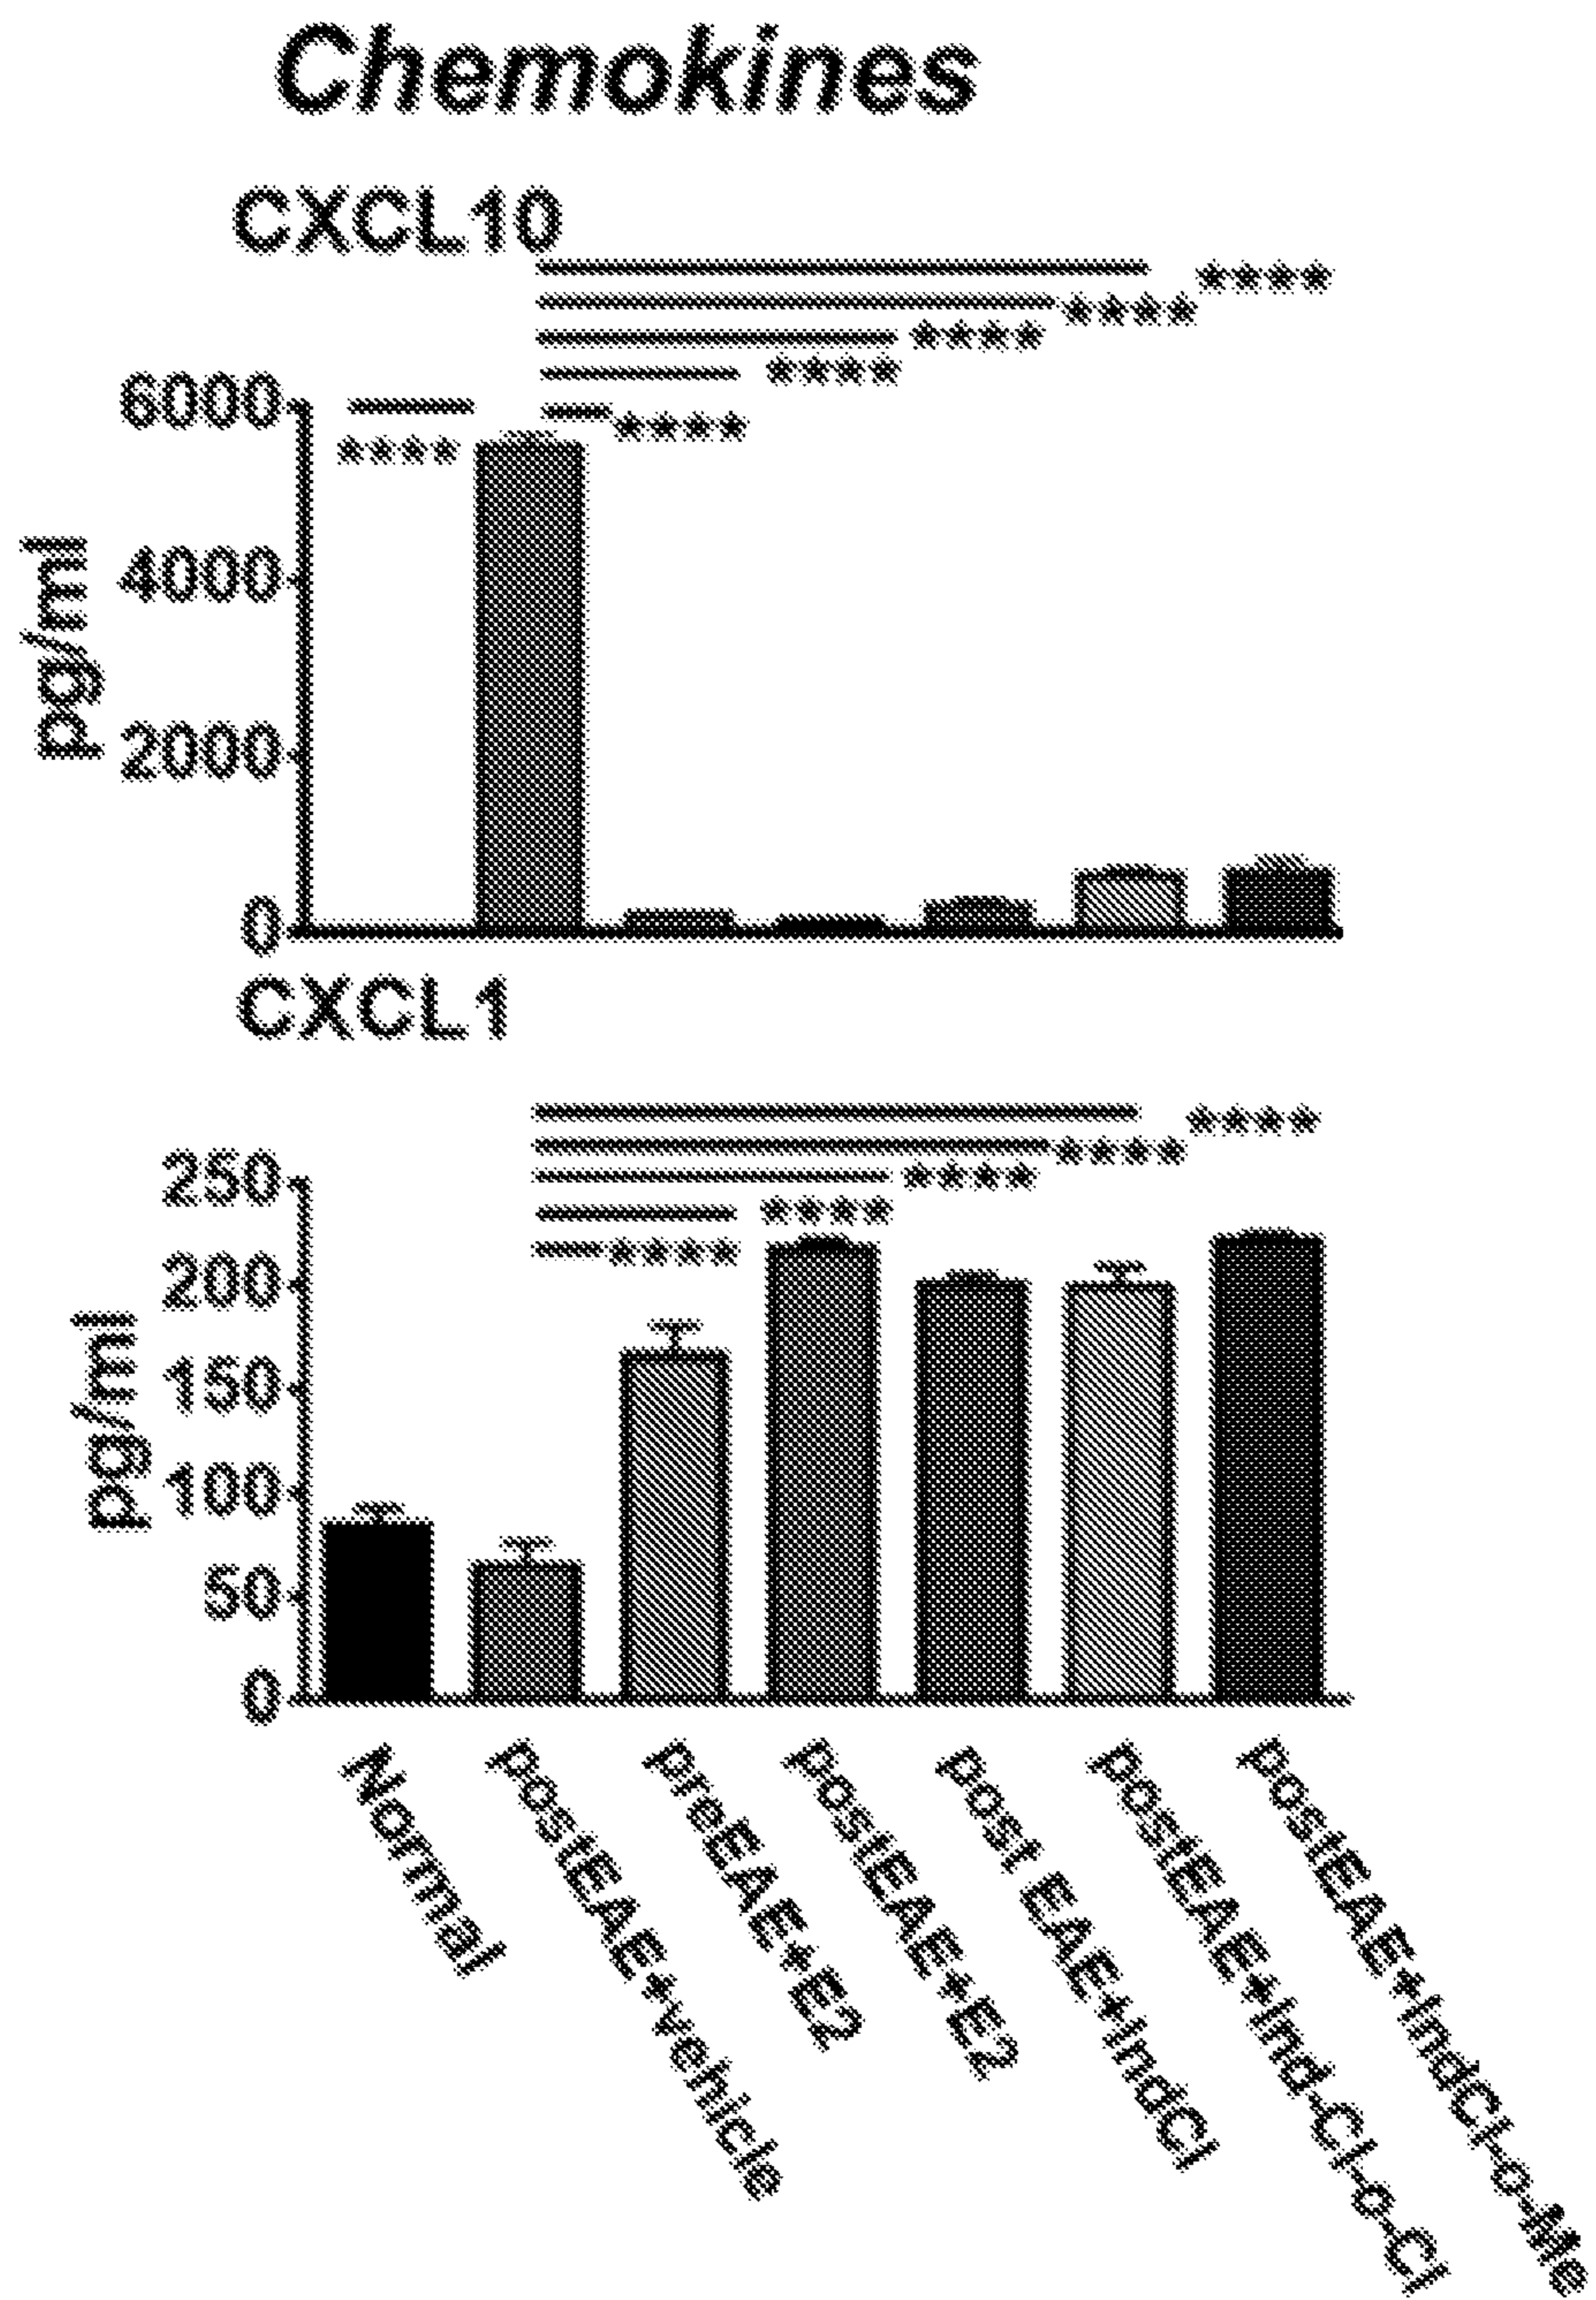 Chemokines
CXCL10
****
****
****
****
6000
****
****
4000
pg/ml
2000
0
CXCL1
****
****
****
250
****
****
200
pg/ml
150
100
50
0
Normal
postEAE+vehicle
preEAE+E2
postEAE+E2
post EAE+IndCl
postEAE+Ind-Cl-o-Cl
postEAE+IndCl-o-Me